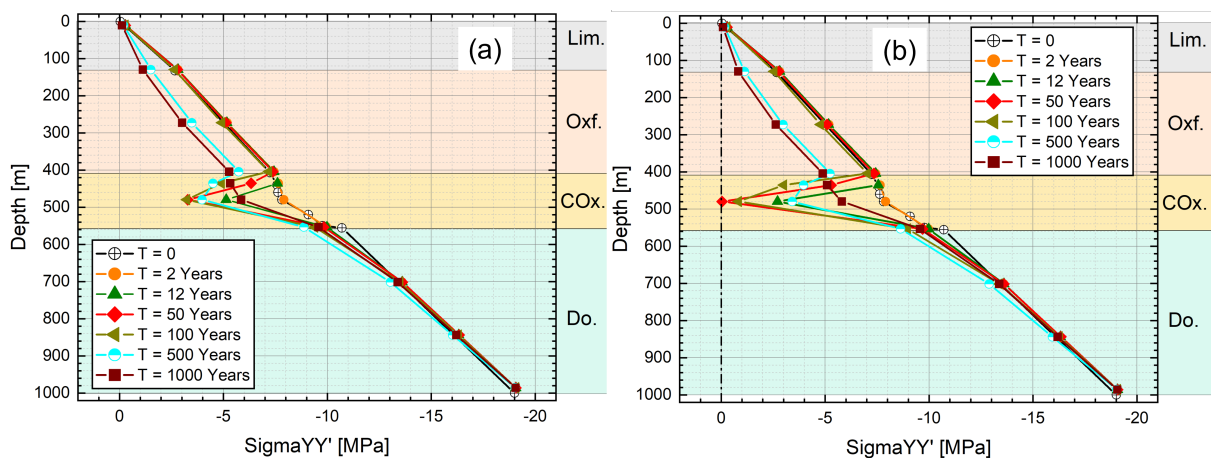 (a)
0
100
200
300
400
500
600
700
800
900
1000
Depth [m]
Lim.
Oxf.
COx.
Do.
T = 0
T = 2 Years
T = 12 Years
T = 50 Years
T = 100 Years
T = 500 Years
T = 1000 Years
0 -5 -10 -15 -20
SigmaYY' [MPa]
(b)
0
100
200
300
400
500
600
700
800
900
1000
Depth [m]
T = 0
T = 2 Years
T = 12 Years
T = 50 Years
T = 100 Years
T = 500 Years
T = 1000 Years
Lim.
Oxf.
COx.
Do.
0 -5 -10 -15 -20
SigmaYY' [MPa]